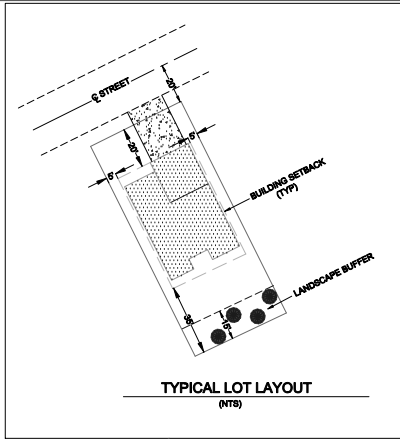 ℄ STREET
20'
20'
5'
5'
BUILDING SETBACK
(TYP)
LANDSCAPE BUFFER
35'
15'
TYPICAL LOT LAYOUT
(NTS)